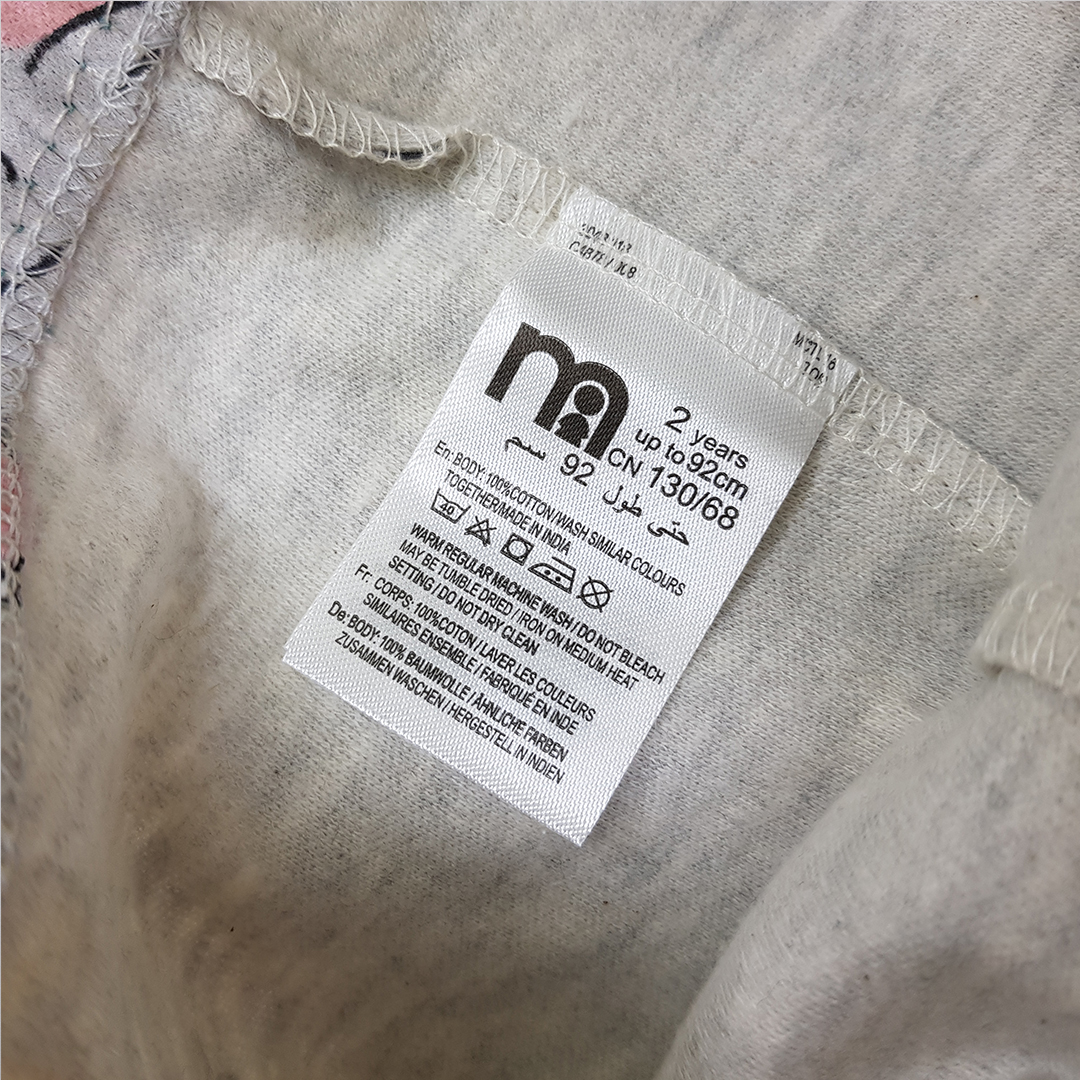 2 years
up to 92cm
CN 130/68
حتى طول 92 سم
En: BODY: 100%COTTON/WASH SIMILAR COLOURS
TOGETHER/MADE IN INDIA
40
WARM REGULAR MACHINE WASH / DO NOT BLEACH
MAY BE TUMBLE DRIED / IRON ON MEDIUM HEAT
SETTING / DO NOT DRY CLEAN
Fr: CORPS: 100%COTON / LAVER LES COULEURS
SIMILAIRES ENSEMBLE / FABRIQUÉ EN INDE
De: BODY: 100% BAUMWOLLE / ÄHNLICHE FARBEN
ZUSAMMEN WASCHEN / HERGESTELL IN INDIEN